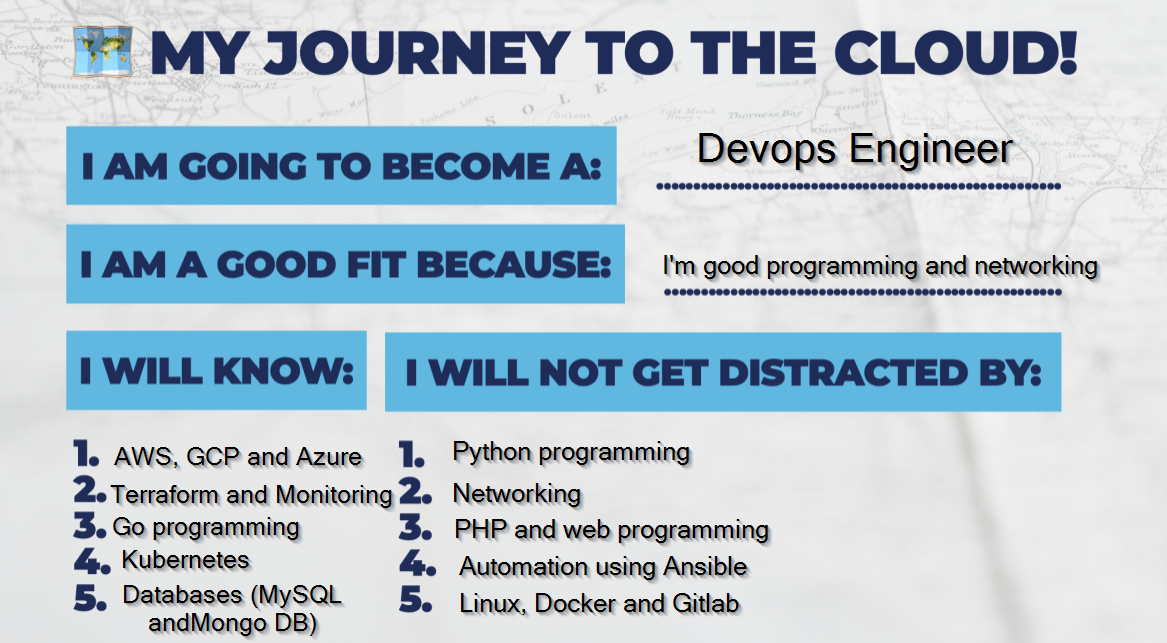 MY JOURNEY TO THE CLOUD!
I AM GOING TO BECOME A:
Devops Engineer
I AM A GOOD FIT BECAUSE:
I'm good programming and networking
I WILL KNOW:
1. AWS, GCP and Azure
2. Terraform and Monitoring
3. Go programming
4. Kubernetes
5. Databases (MySQL
andMongo DB)
I WILL NOT GET DISTRACTED BY:
1. Python programming
2. Networking
3. PHP and web programming
4. Automation using Ansible
5. Linux, Docker and Gitlab
S O L E N T
Solent
Thorness Bay